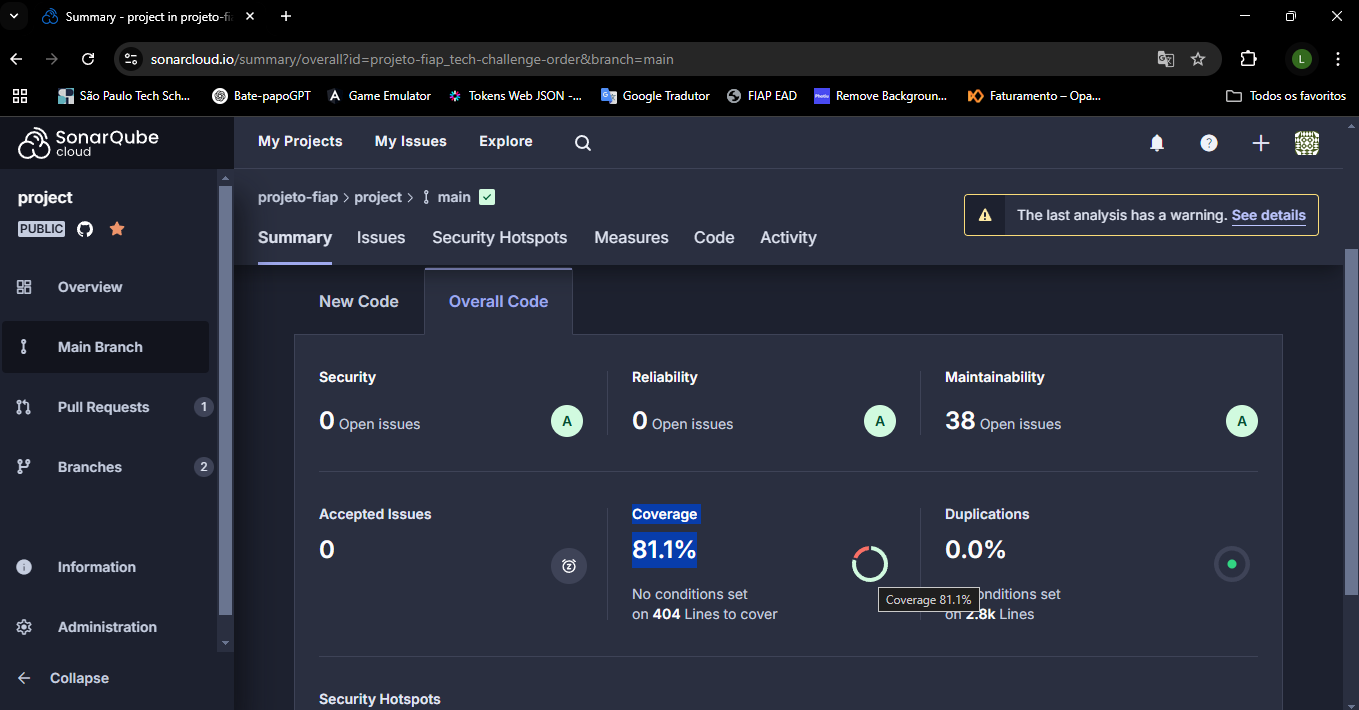 Summary - project in projeto-fi
sonarcloud.io/summary/overall?id=projeto-fiap_tech-challenge-order&branch=main
L
São Paulo Tech Sch...
Bate-papoGPT
Game Emulator
Tokens Web JSON -...
Google Tradutor
FIAP EAD
Remove Backgroun...
Faturamento – Opa...
Todos os favoritos
SonarQube
cloud
My Projects
My Issues
Explore
project
PUBLIC
Overview
Main Branch
Pull Requests
1
Branches
2
Information
Administration
Collapse
projeto-fiap > project > main
The last analysis has a warning. See details
Summary
Issues
Security Hotspots
Measures
Code
Activity
New Code
Overall Code
Security
0 Open issues
A
Reliability
0 Open issues
A
Maintainability
38 Open issues
A
Accepted Issues
0
Coverage
81.1%
No conditions set
on 404 Lines to cover
Coverage 81.1%
Duplications
0.0%
onditions set
on 2.8k Lines
Security Hotspots